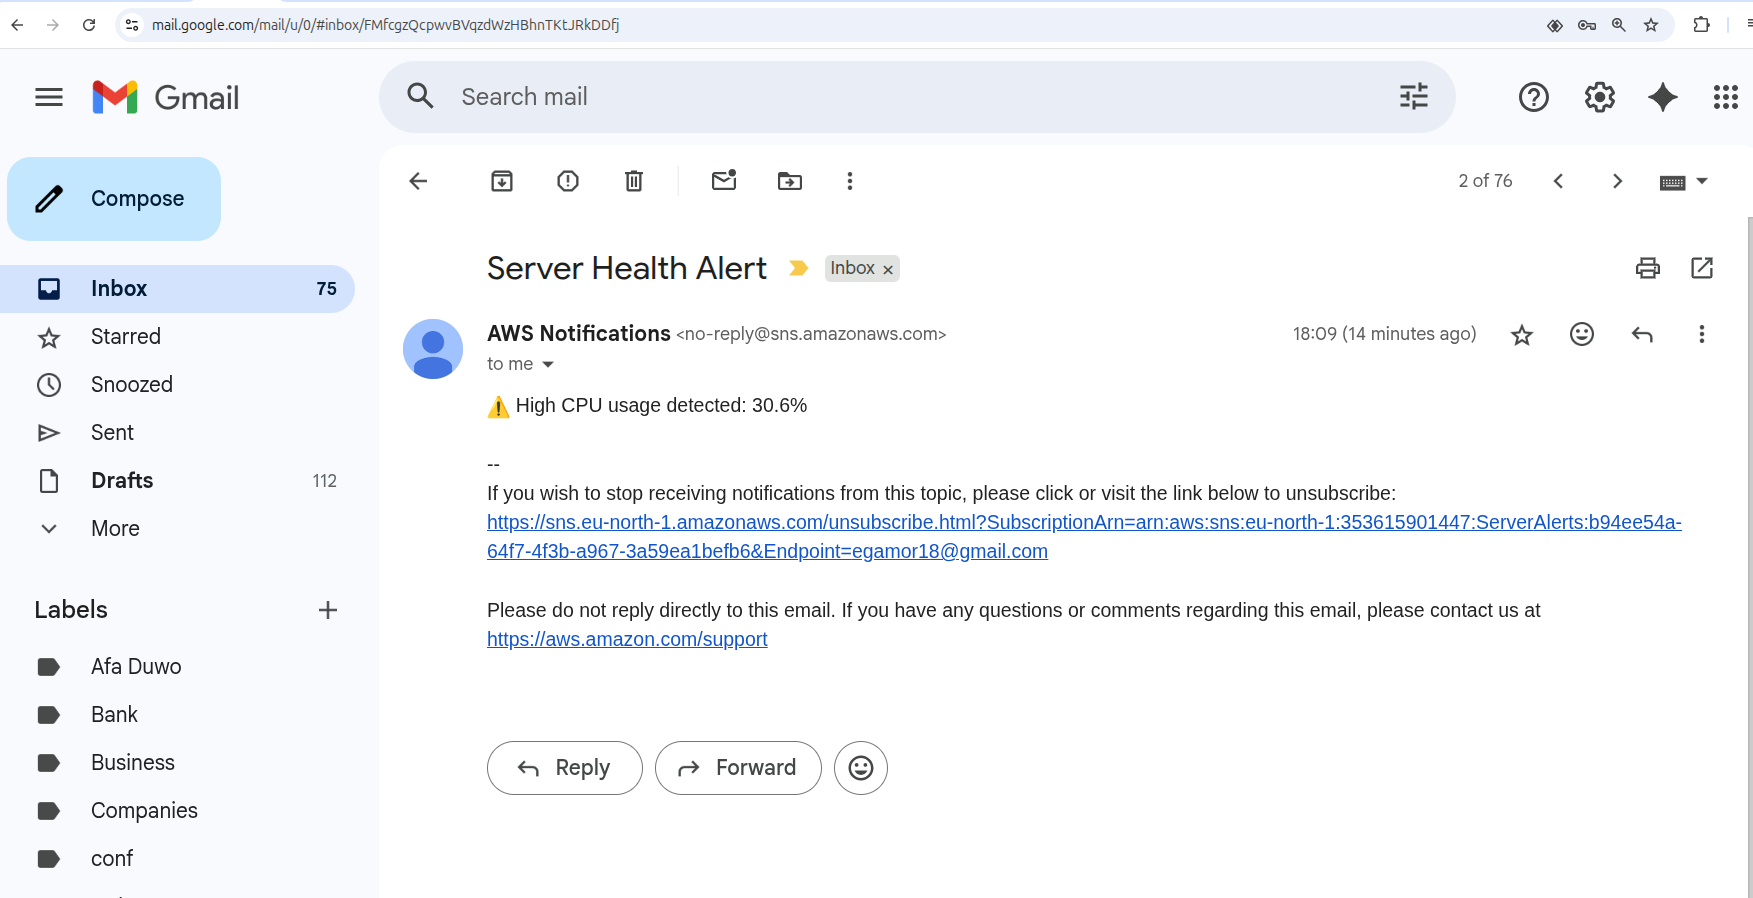 mail.google.com/mail/u/0/#inbox/FMfcgzQcpwvBVqzdWzHBhnTKtJRkDDfj
Gmail
Search mail
Compose
2 of 76
Server Health Alert
Inbox ×
Inbox 75
AWS Notifications <no-reply@sns.amazonaws.com>
18:09 (14 minutes ago)
Starred
to me
Snoozed
⚠️ High CPU usage detected: 30.6%
Sent
--
Drafts 112
If you wish to stop receiving notifications from this topic, please click or visit the link below to unsubscribe:
https://sns.eu-north-1.amazonaws.com/unsubscribe.html?SubscriptionArn=arn:aws:sns:eu-north-1:353615901447:ServerAlerts:b94ee54a-
More
64f7-4f3b-a967-3a59ea1befb6&Endpoint=egamor18@gmail.com
Labels +
Please do not reply directly to this email. If you have any questions or comments regarding this email, please contact us at
https://aws.amazon.com/support
Afa Duwo
Bank
Business
Reply
Forward
Companies
conf